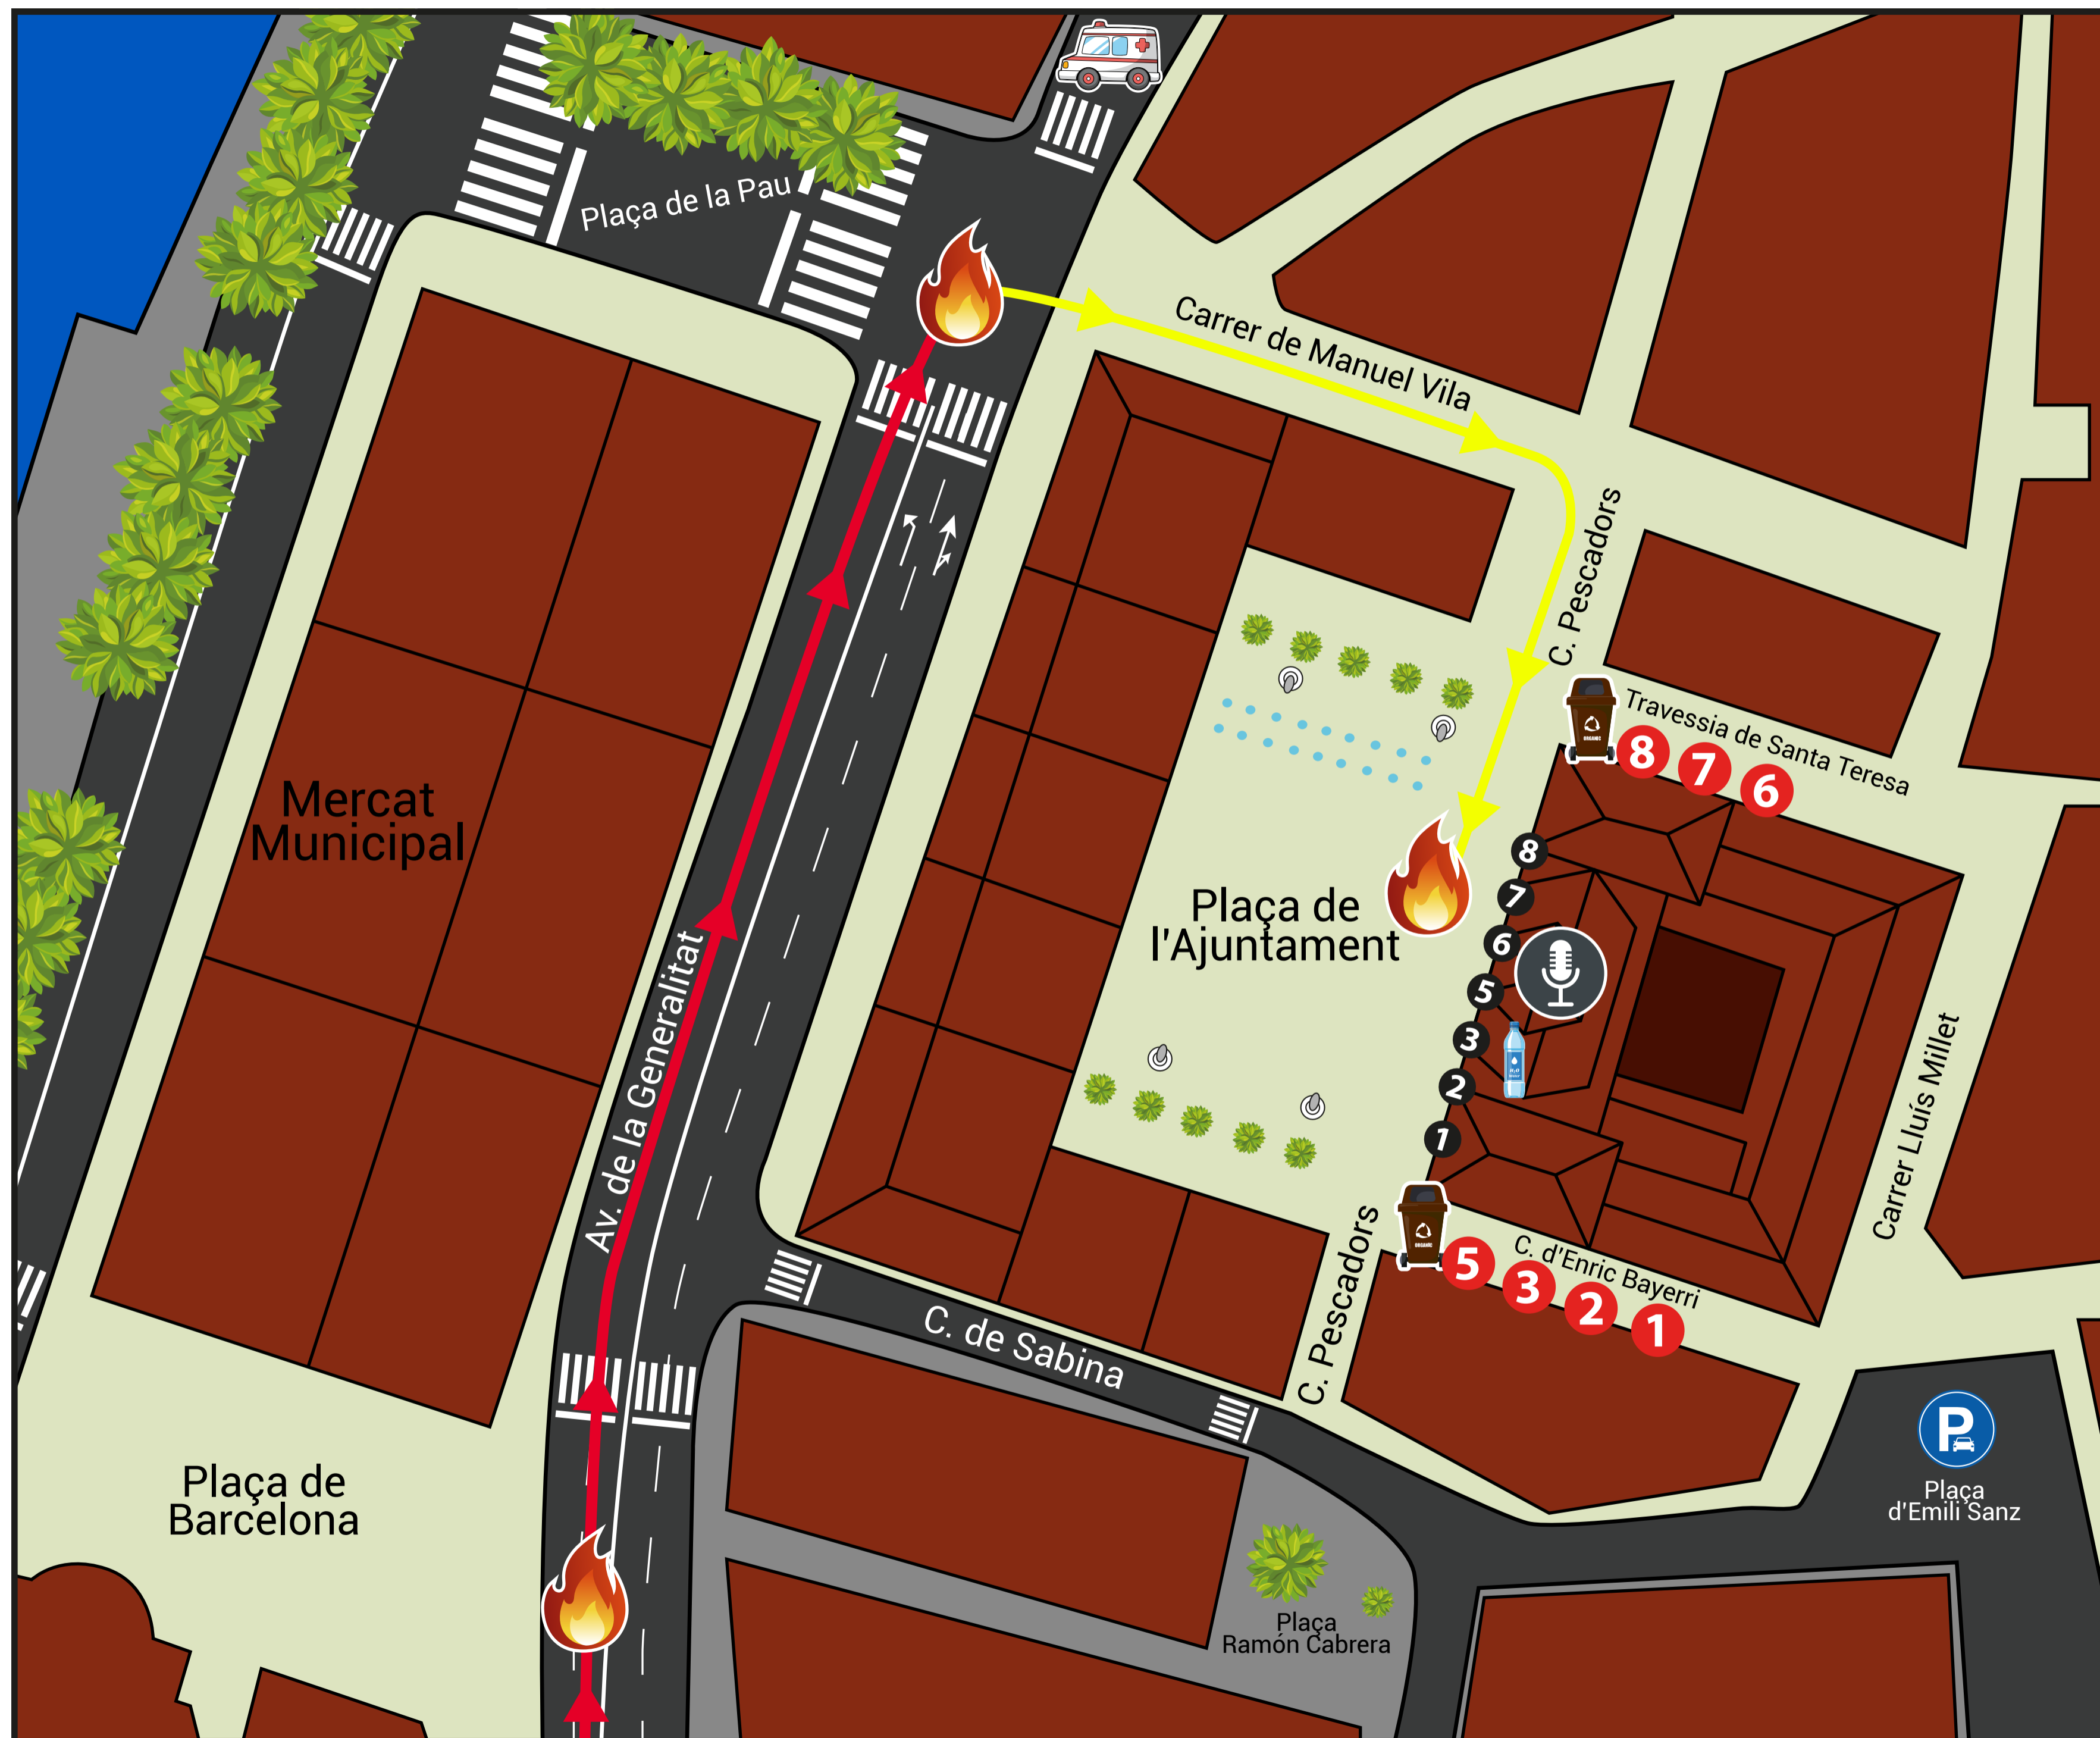 Plaça de la Pau
Carrer de Manuel Vila
C. Pescadors
Travessia de Santa Teresa
8
7
6
Mercat
Municipal
8
7
6
5
3
2
1
Plaça de
l'Ajuntament
Av. de la Generalitat
Carrer Lluís Millet
C. Pescadors
C. d'Enric Bayerri
5
3
2
1
C. de Sabina
P
Plaça
d'Emili Sanz
Plaça de
Barcelona
Plaça
Ramón Cabrera